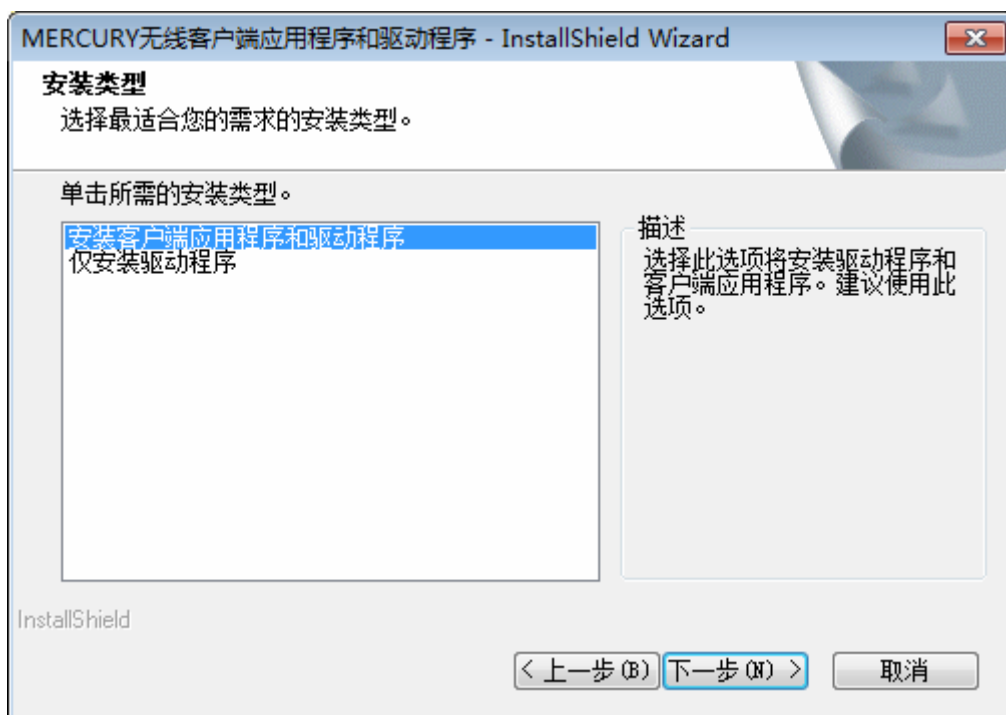 MERCURY无线客户端应用程序和驱动程序 - InstallShield Wizard
安装类型
选择最适合您的需求的安装类型。
单击所需的安装类型。
安装客户端应用程序和驱动程序
仅安装驱动程序
描述
选择此选项将安装驱动程序和
客户端应用程序。建议使用此
选项。
InstallShield
< 上一步(B) 下一步(N) > 取消